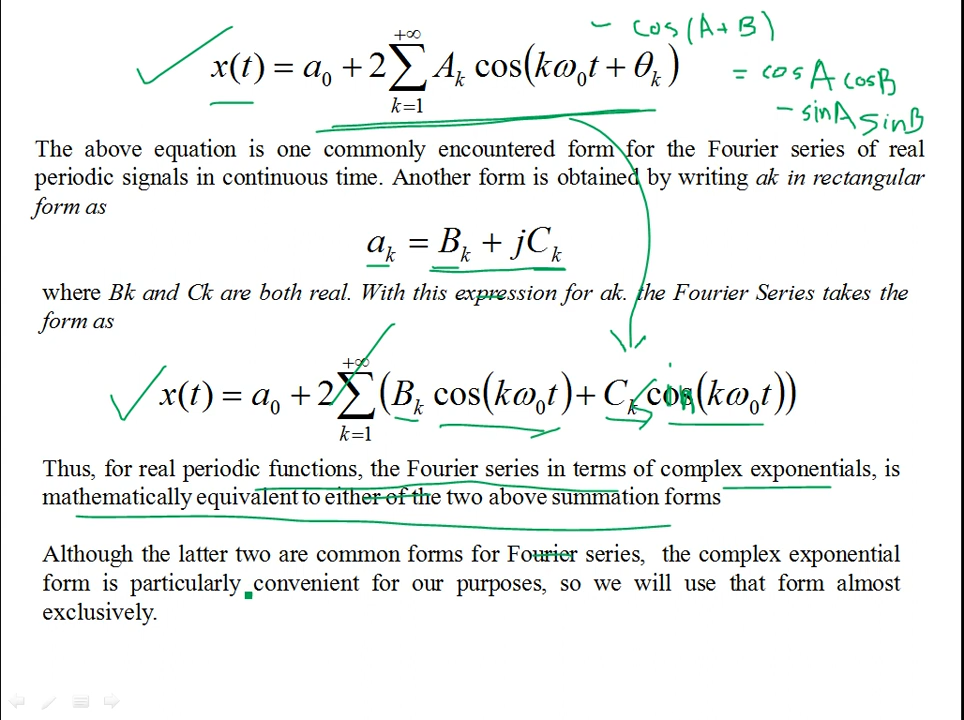 x(t) = a₀ + 2 ∑_{k=1}^{+∞} A_k cos(kω₀t + θ_k)
cos(A+B)
= cosA cosB
- sinA sinB
The above equation is one commonly encountered form for the Fourier series of real
periodic signals in continuous time. Another form is obtained by writing ak in rectangular
form as
a_k = B_k + jC_k
where Bk and Ck are both real. With this expression for ak. the Fourier Series takes the
form as
x(t) = a₀ + 2 ∑_{k=1}^{+∞} (B_k cos(kω₀t) + C_k cos(kω₀t))
sin
Thus, for real periodic functions, the Fourier series in terms of complex exponentials, is
mathematically equivalent to either of the two above summation forms
Although the latter two are common forms for Fourier series, the complex exponential
form is particularly convenient for our purposes, so we will use that form almost
exclusively.